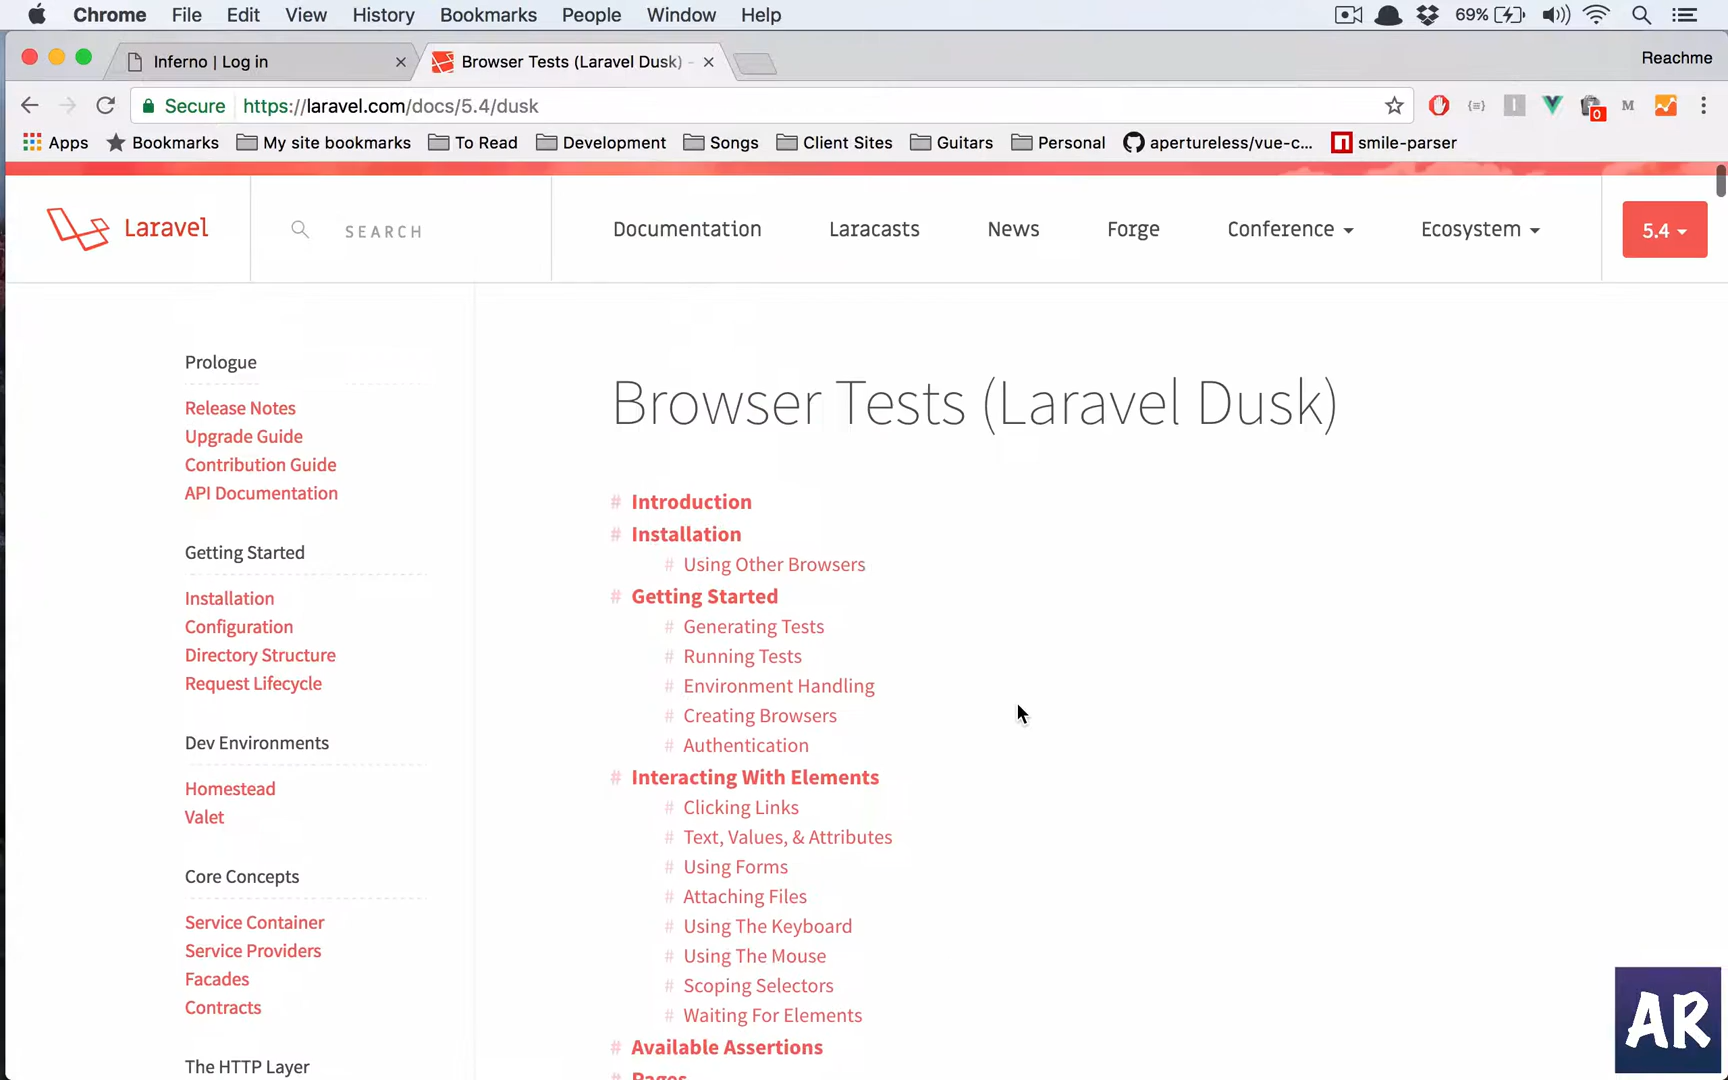 Chrome File Edit View History Bookmarks People Window Help 69%
Inferno | Log in Browser Tests (Laravel Dusk) - Reachme
Secure https://laravel.com/docs/5.4/dusk 0 M
Apps Bookmarks My site bookmarks To Read Development Songs Client Sites Guitars Personal apertureless/vue-c... smile-parser
Laravel SEARCH Documentation Laracasts News Forge Conference Ecosystem 5.4
Prologue
Release Notes
Upgrade Guide
Contribution Guide
API Documentation
Getting Started
Installation
Configuration
Directory Structure
Request Lifecycle
Dev Environments
Homestead
Valet
Core Concepts
Service Container
Service Providers
Facades
Contracts
The HTTP Layer
Browser Tests (Laravel Dusk)
# Introduction
# Installation
# Using Other Browsers
# Getting Started
# Generating Tests
# Running Tests
# Environment Handling
# Creating Browsers
# Authentication
# Interacting With Elements
# Clicking Links
# Text, Values, & Attributes
# Using Forms
# Attaching Files
# Using The Keyboard
# Using The Mouse
# Scoping Selectors
# Waiting For Elements
# Available Assertions
# Pages
AR